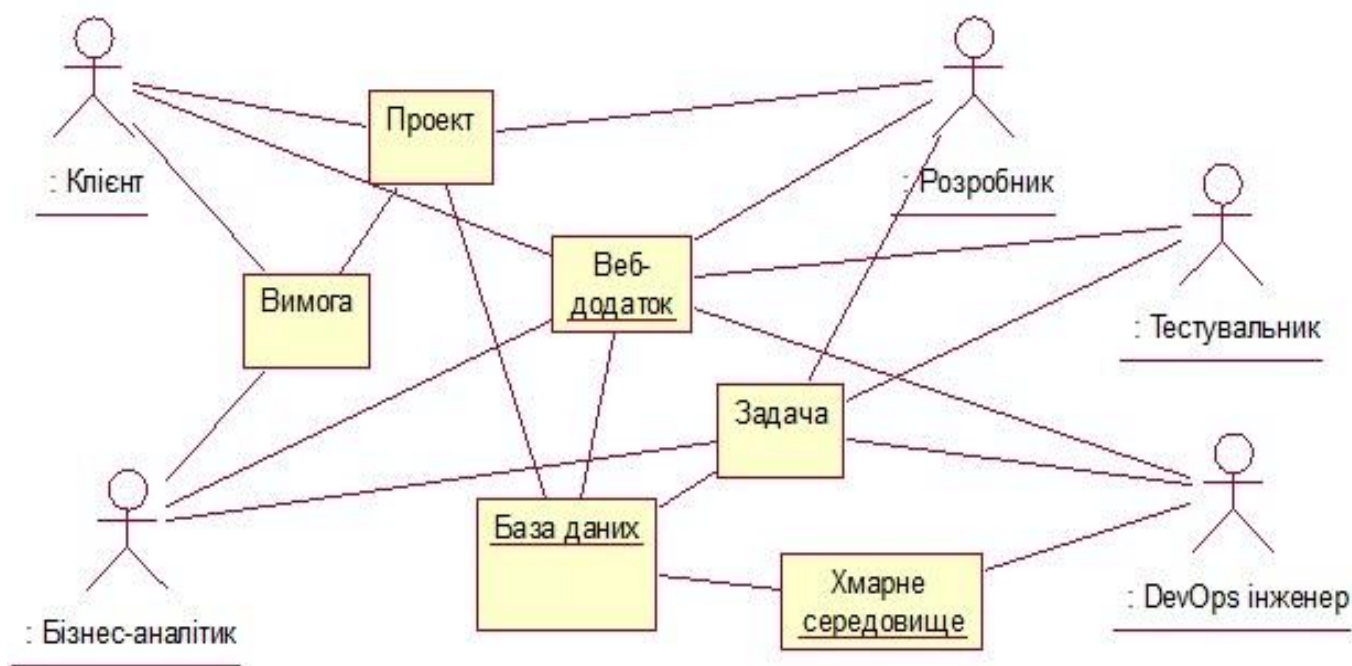 Проект
: Клієнт
: Розробник
Веб-
додаток
Вимога
: Тестувальник
Задача
База даних
Хмарне
середовище
: DevOps інженер
: Бізнес-аналітик